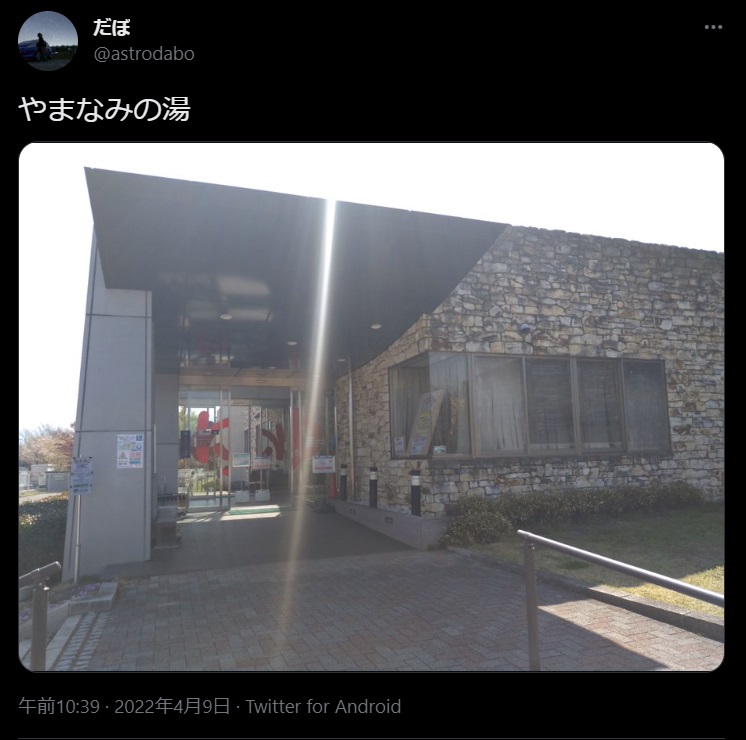 だぼ
@astrodabo
やまなみの湯
ゆ
午前10:39 · 2022年4月9日 · Twitter for Android